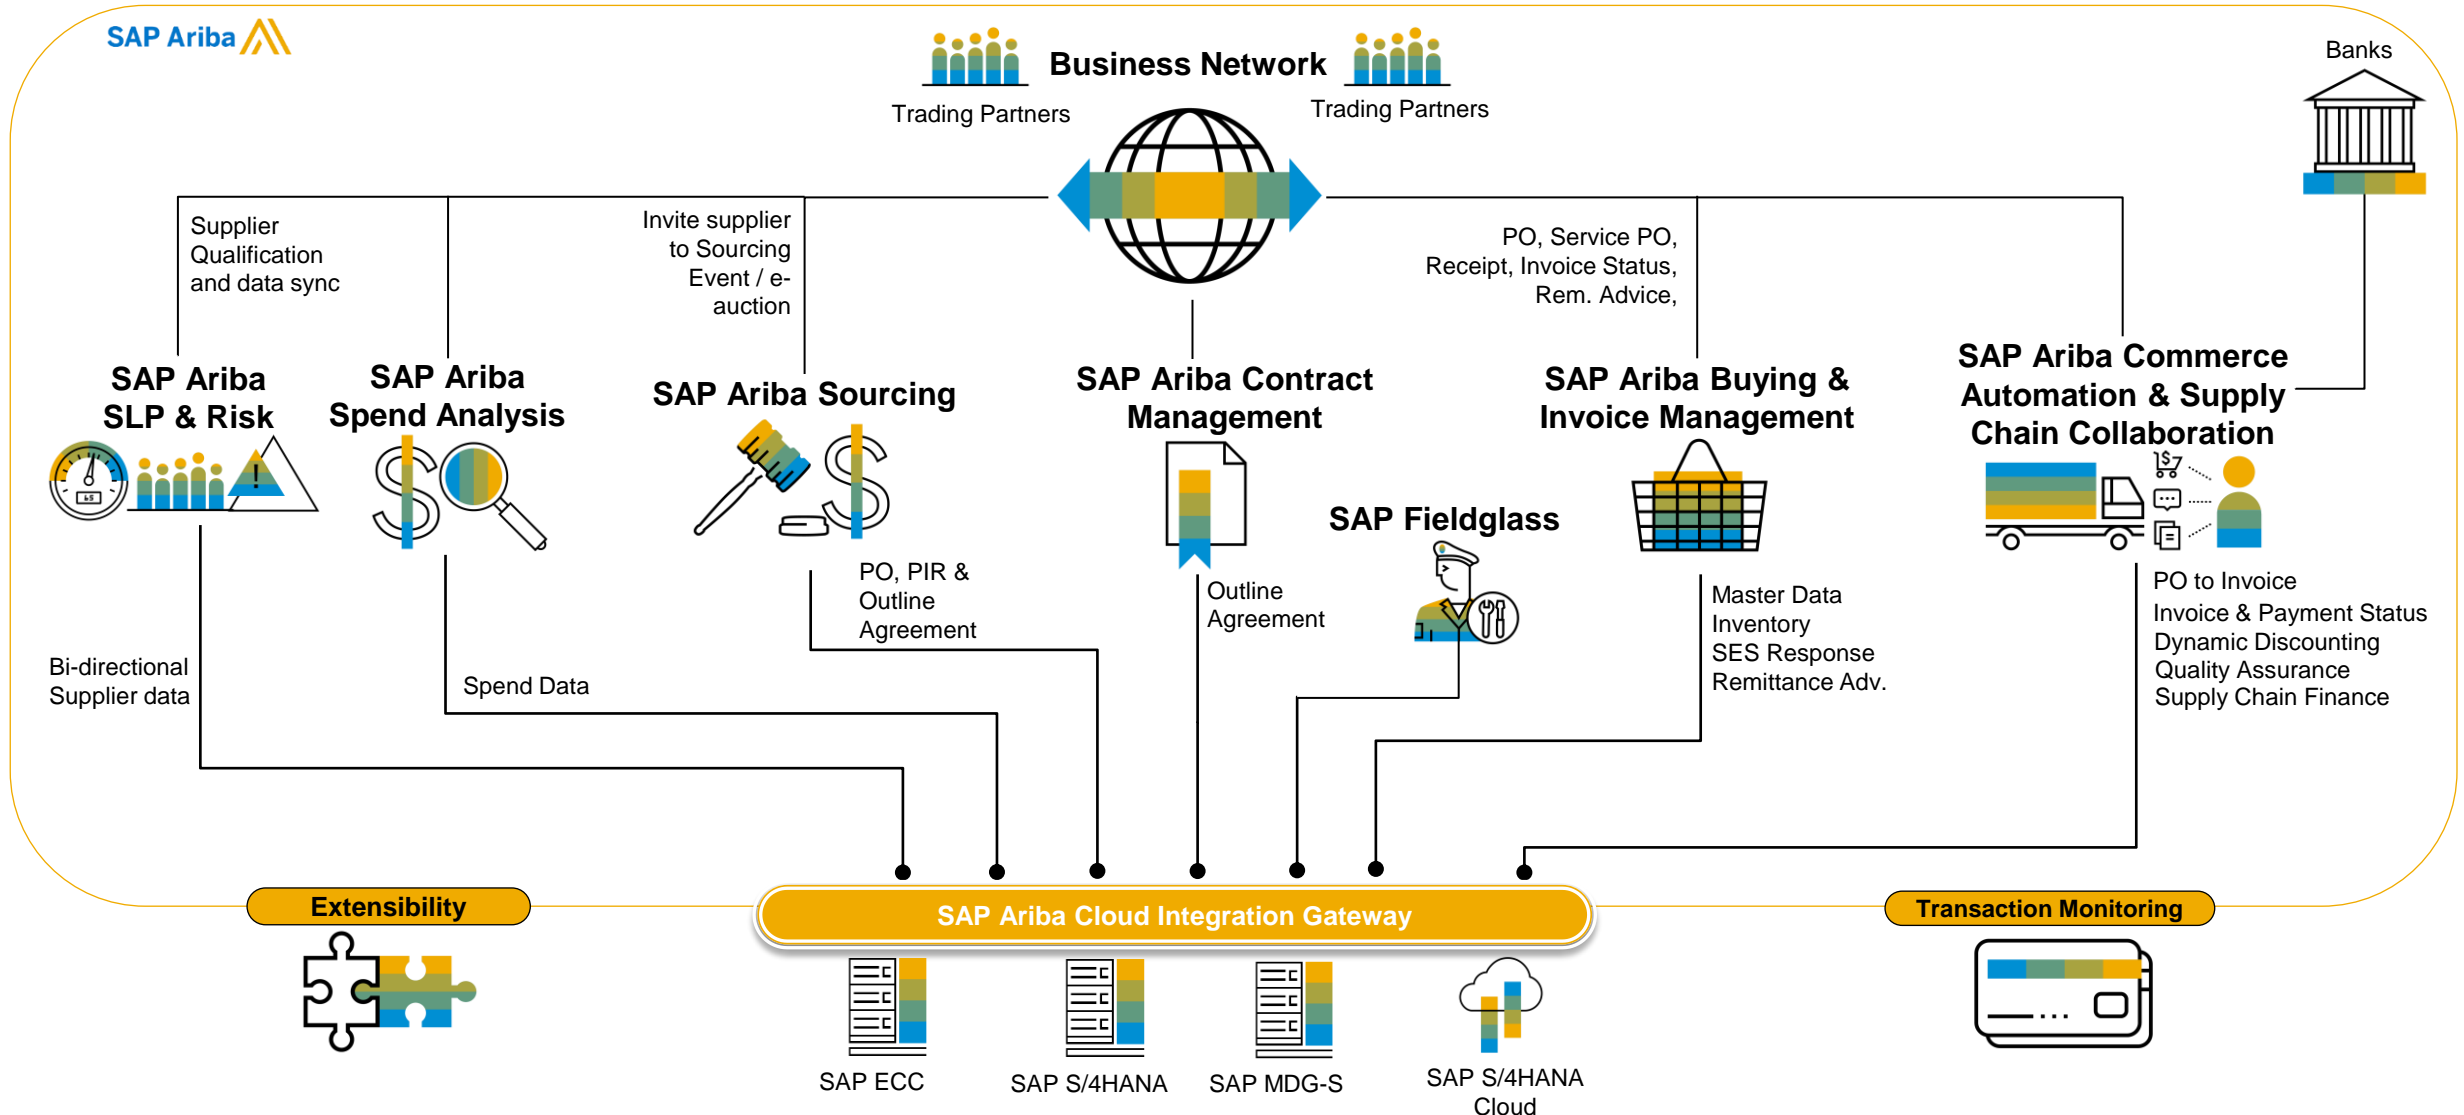 SAP Ariba
Business Network
Trading Partners
Trading Partners
Banks
Supplier
Qualification
and data sync
Invite supplier
to Sourcing
Event / e-
auction
PO, Service PO,
Receipt, Invoice Status,
Rem. Advice,
SAP Ariba
SLP & Risk
SAP Ariba
Spend Analysis
SAP Ariba Sourcing
SAP Ariba Contract
Management
SAP Ariba Buying &
Invoice Management
SAP Ariba Commerce
Automation & Supply
Chain Collaboration
SAP Fieldglass
PO, PIR &
Outline
Agreement
Outline
Agreement
Master Data
Inventory
SES Response
Remittance Adv.
PO to Invoice
Invoice & Payment Status
Dynamic Discounting
Quality Assurance
Supply Chain Finance
Bi-directional
Supplier data
Spend Data
Extensibility
SAP Ariba Cloud Integration Gateway
Transaction Monitoring
SAP ECC
SAP S/4HANA
SAP MDG-S
SAP S/4HANA
Cloud